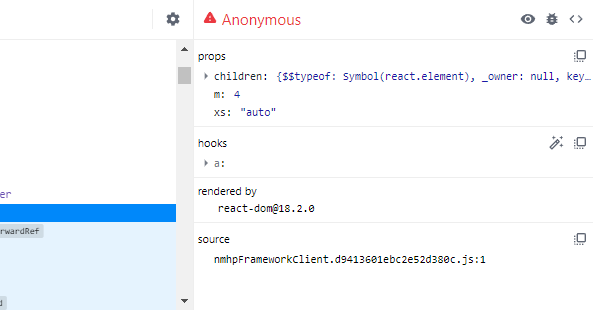 Anonymous
props
children: {$$typeof: Symbol(react.element), _owner: null, key…
m: 4
xs: "auto"
hooks
a:
er
rendered by
react-dom@18.2.0
rwardRef
source
nmhpFrameworkClient.d9413601ebc2e52d380c.js:1
d